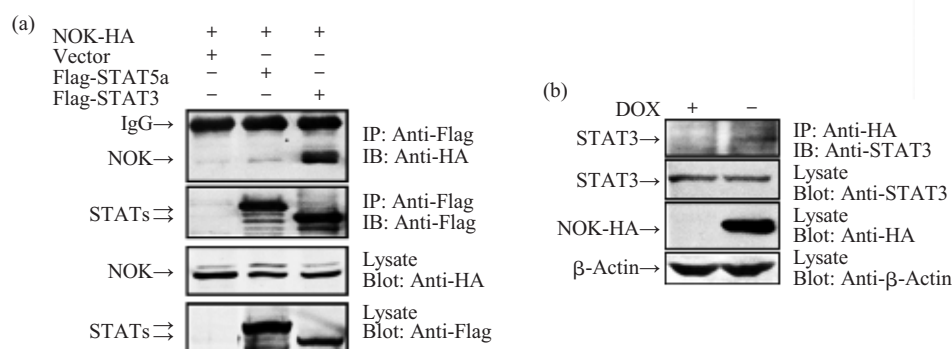 (a)
NOK-HA + + +
Vector + − −
Flag-STAT5a − + −
Flag-STAT3 − − +
IgG→
NOK→
IP: Anti-Flag
IB: Anti-HA
STATs
IP: Anti-Flag
IB: Anti-Flag
NOK→
Lysate
Blot: Anti-HA
STATs
Lysate
Blot: Anti-Flag
(b)
DOX + −
STAT3→
IP: Anti-HA
IB: Anti-STAT3
STAT3→
Lysate
Blot: Anti-STAT3
NOK-HA→
Lysate
Blot: Anti-HA
β-Actin→
Lysate
Blot: Anti-β-Actin